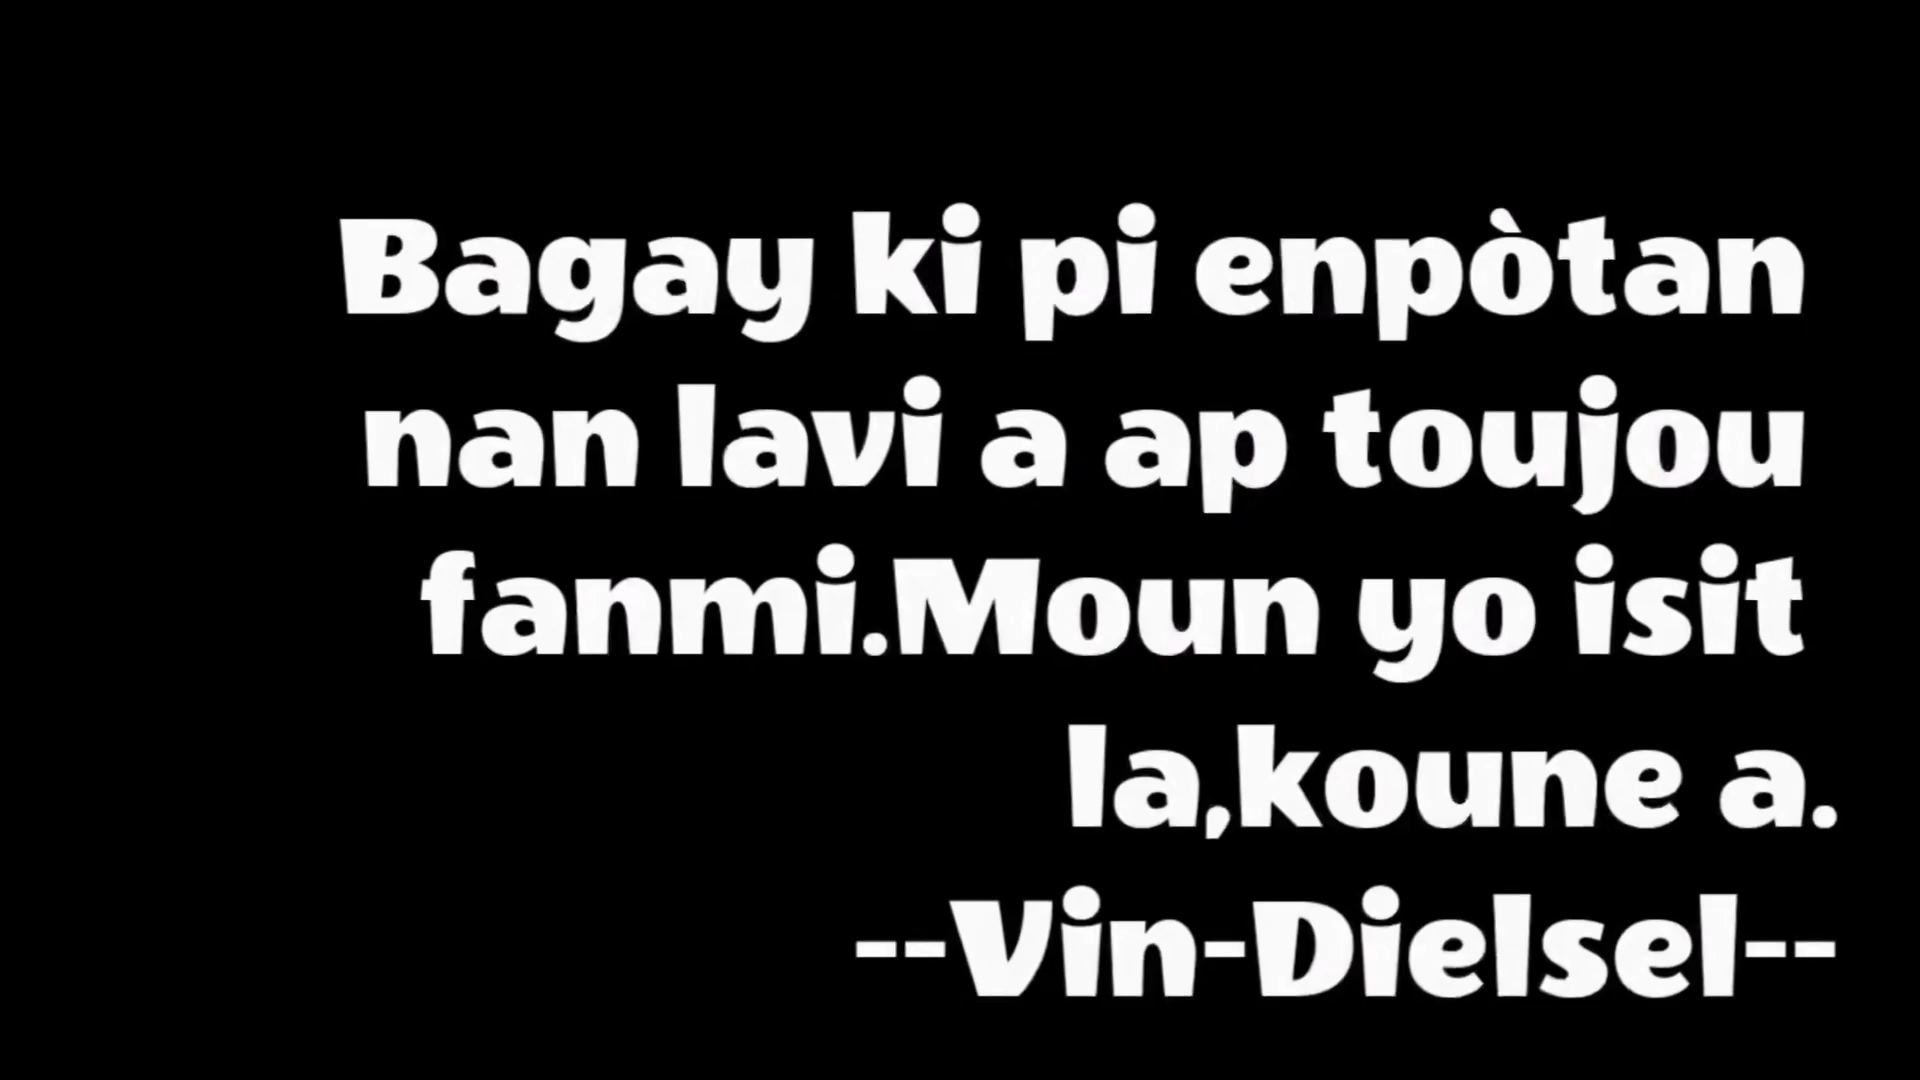 Bagay ki pi enpòtan
nan lavi a ap toujou
fanmi.Moun yo isit
la,koune a.
--Vin-Dielsel--